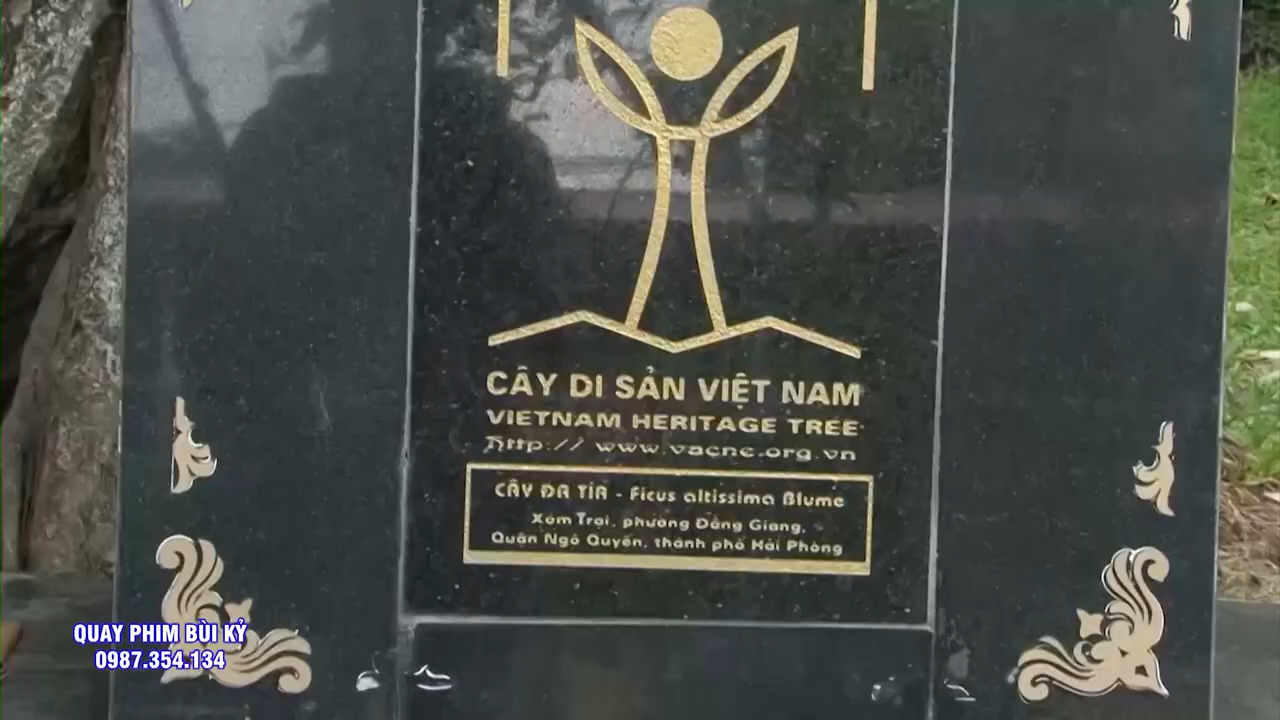 CÂY DI SẢN VIỆT NAM
VIETNAM HERITAGE TREE
http:// www.vacne.org.vn
CÂY ĐA TÍA - Ficus altissima Blume
Xóm Trại, phường Đằng Giang,
Quận Ngô Quyền, thành phố Hải Phòng
QUAY PHIM BÙI KỶ
0987.354.134